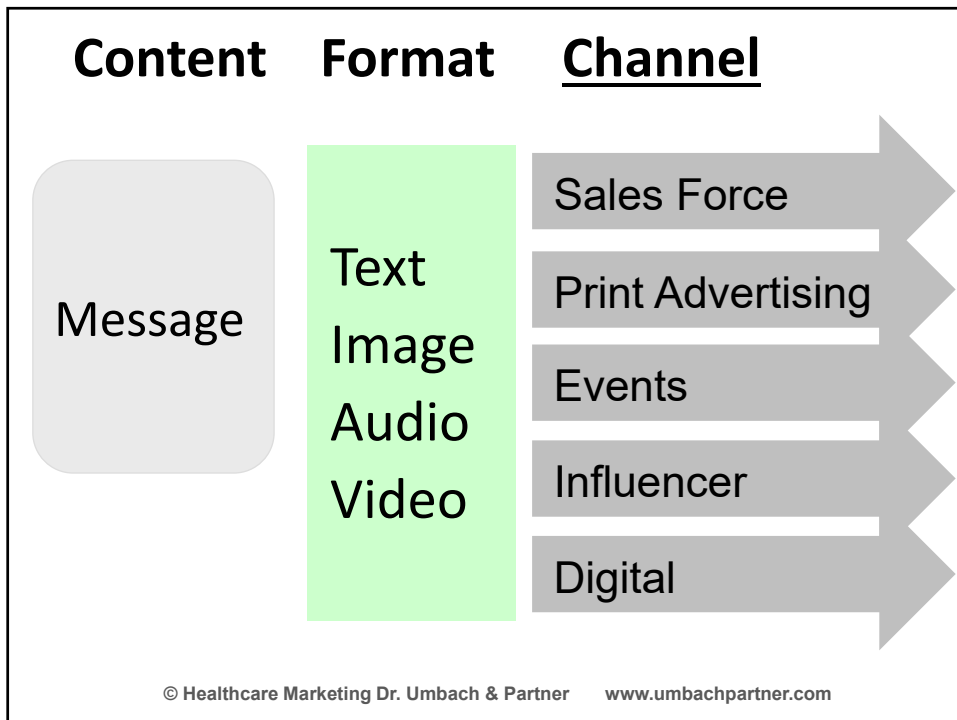 Content Format Channel
Message
Text
Image
Audio
Video
Sales Force
Print Advertising
Events
Influencer
Digital
© Healthcare Marketing Dr. Umbach & Partner www.umbachpartner.com